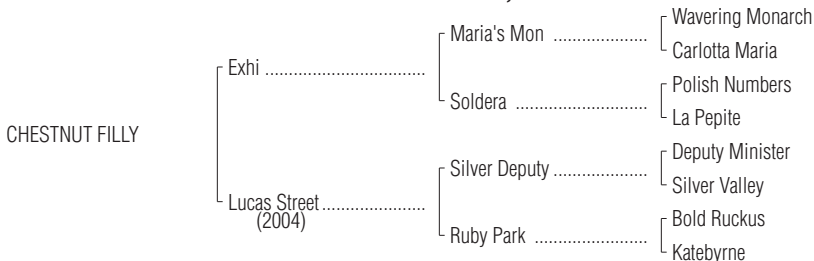 Wavering Monarch
Maria's Mon ....................
Carlotta Maria
Exhi .................................
Polish Numbers
Soldera ............................
La Pepite
CHESTNUT FILLY
Deputy Minister
Silver Deputy ....................
Silver Valley
Lucas Street .....................
(2004)
Bold Ruckus
Ruby Park ........................
Katebyrne